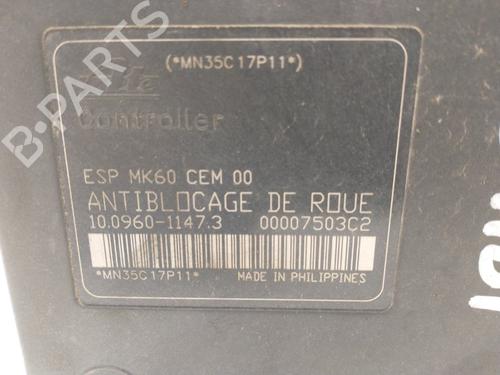 (*MN35C17P11*)
ate
Controller
ESP MK60 CEM 00
ANTIBLOCAGE DE ROUE
10.0960-1147.3 00007503C2
*MN35C17P11* MADE IN PHILIPPINES
B-PARTS